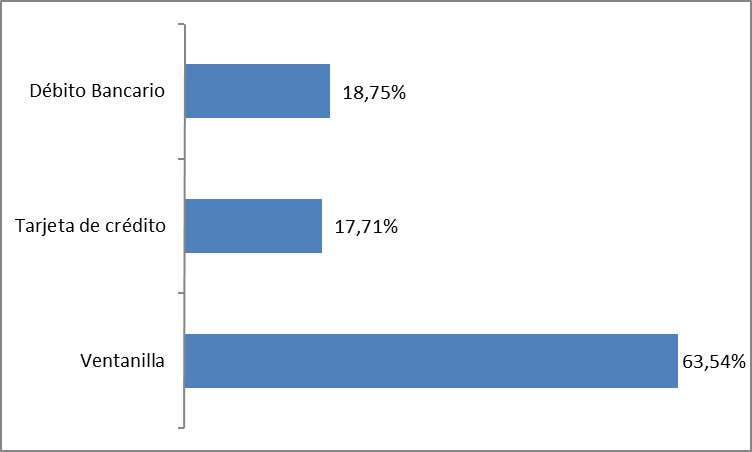 Débito Bancario 18,75%
Tarjeta de crédito 17,71%
Ventanilla 63,54%